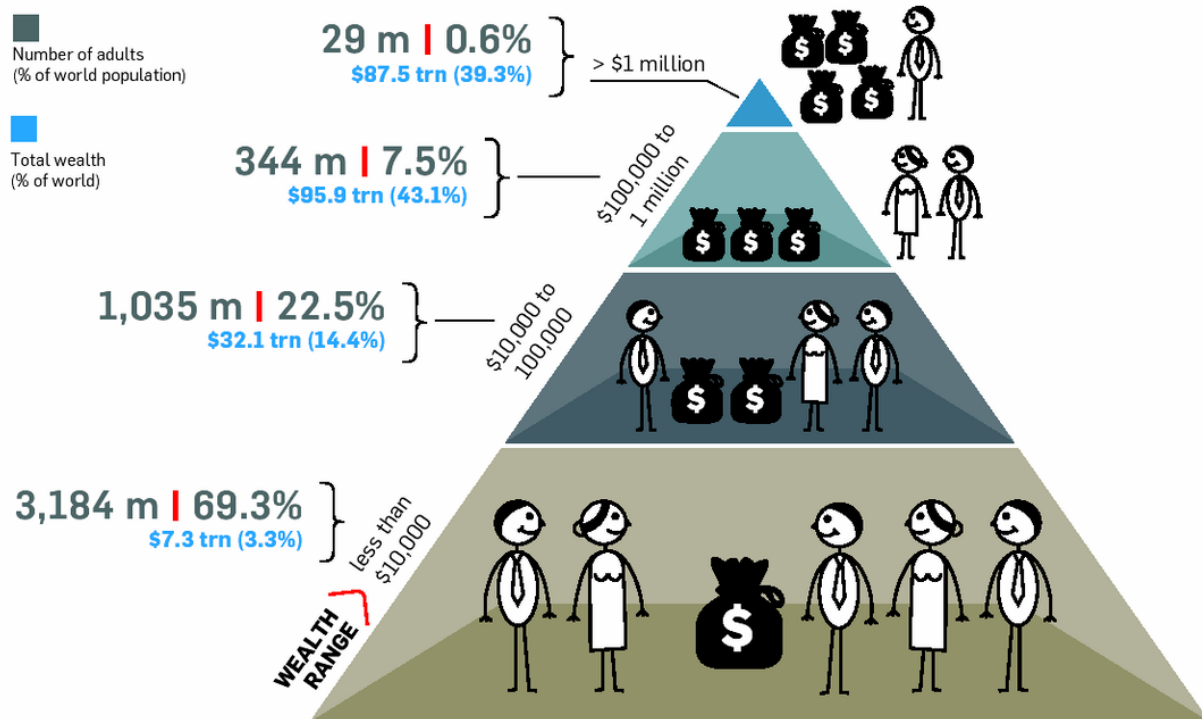 Number of adults
(% of world population)
Total wealth
(% of world)
29 m | 0.6%
$87.5 trn (39.3%)
> $1 million
344 m | 7.5%
$95.9 trn (43.1%)
$100,000 to
1 million
$ $ $ $
$ $ $
1,035 m | 22.5%
$32.1 trn (14.4%)
$10,000 to
100,000
$ $
3,184 m | 69.3%
$7.3 trn (3.3%)
less than
$10,000
$
WEALTH
RANGE